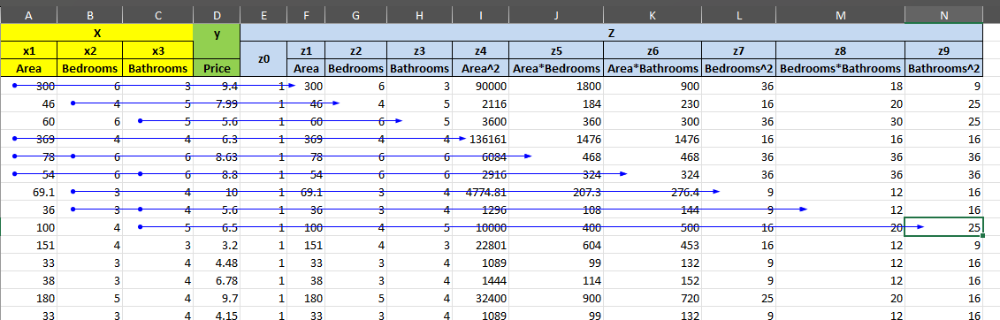 A B C D E F G H I J K L M N
X y Z
x1 x2 x3 z0 z1 z2 z3 z4 z5 z6 z7 z8 z9
Area Bedrooms Bathrooms Price Area Bedrooms Bathrooms Area^2 Area*Bedrooms Area*Bathrooms Bedrooms^2 Bedrooms*Bathrooms Bathrooms^2
300 6 3 9.4 1 300 6 3 90000 1800 900 36 18 9
46 4 5 7.99 1 46 4 5 2116 184 230 16 20 25
60 6 5 5.6 1 60 6 5 3600 360 300 36 30 25
369 4 4 6.3 1 369 4 4 136161 1476 1476 16 16 16
78 6 6 8.63 1 78 6 6 6084 468 468 36 36 36
54 6 6 8.8 1 54 6 6 2916 324 324 36 36 36
69.1 3 4 10 1 69.1 3 4 4774.81 207.3 276.4 9 12 16
36 3 4 5.6 1 36 3 4 1296 108 144 9 12 16
100 4 5 6.5 1 100 4 5 10000 400 500 16 20 25
151 4 3 3.2 1 151 4 3 22801 604 453 16 12 9
33 3 4 4.48 1 33 3 4 1089 99 132 9 12 16
38 3 4 6.78 1 38 3 4 1444 114 152 9 12 16
180 5 4 9.7 1 180 5 4 32400 900 720 25 20 16
33 3 4 4.15 1 33 3 4 1089 99 132 9 12 16